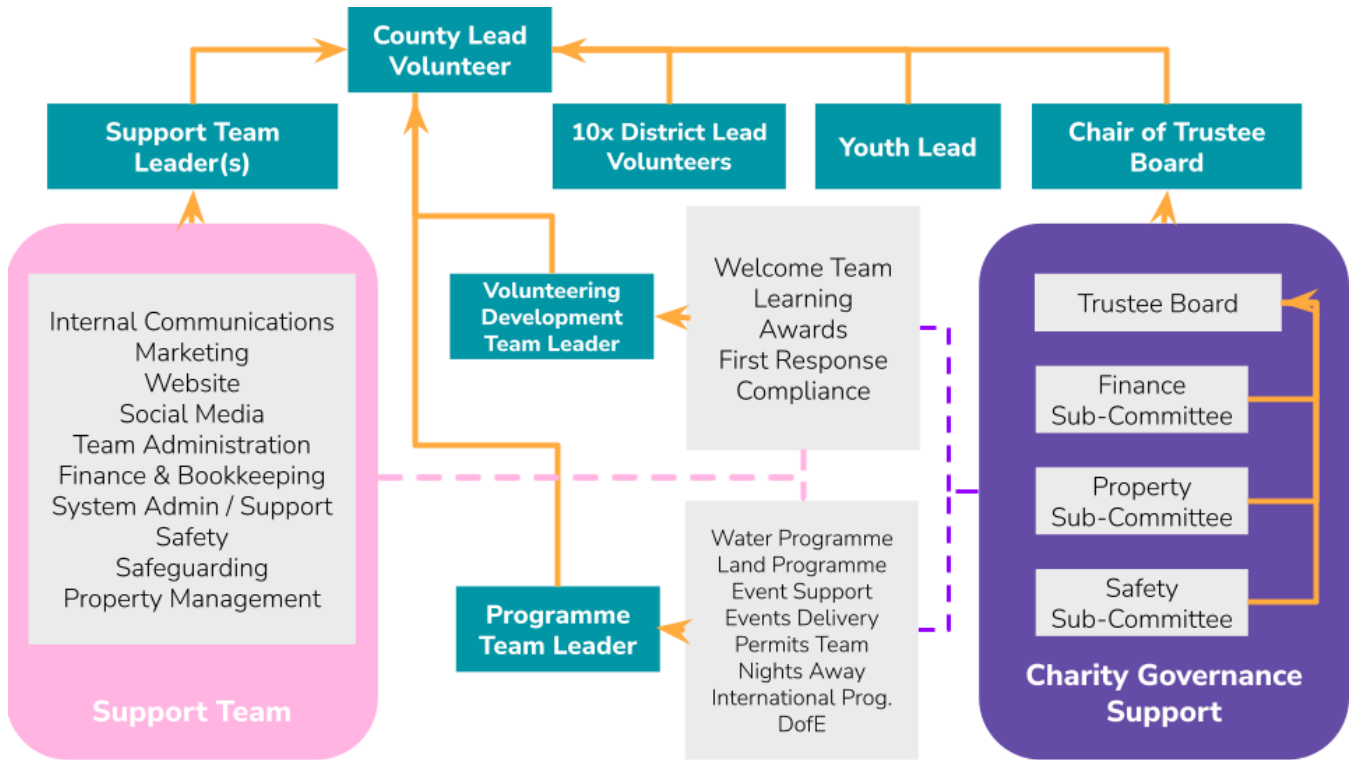 County Lead
Volunteer
Support Team
Leader(s)
10x District Lead
Volunteers
Youth Lead
Chair of Trustee
Board
Internal Communications
Marketing
Website
Social Media
Team Administration
Finance & Bookkeeping
System Admin / Support
Safety
Safeguarding
Property Management
Support Team
Volunteering
Development
Team Leader
Welcome Team
Learning
Awards
First Response
Compliance
Programme
Team Leader
Water Programme
Land Programme
Event Support
Events Delivery
Permits Team
Nights Away
International Prog.
DofE
Trustee Board
Finance
Sub-Committee
Property
Sub-Committee
Safety
Sub-Committee
Charity Governance
Support